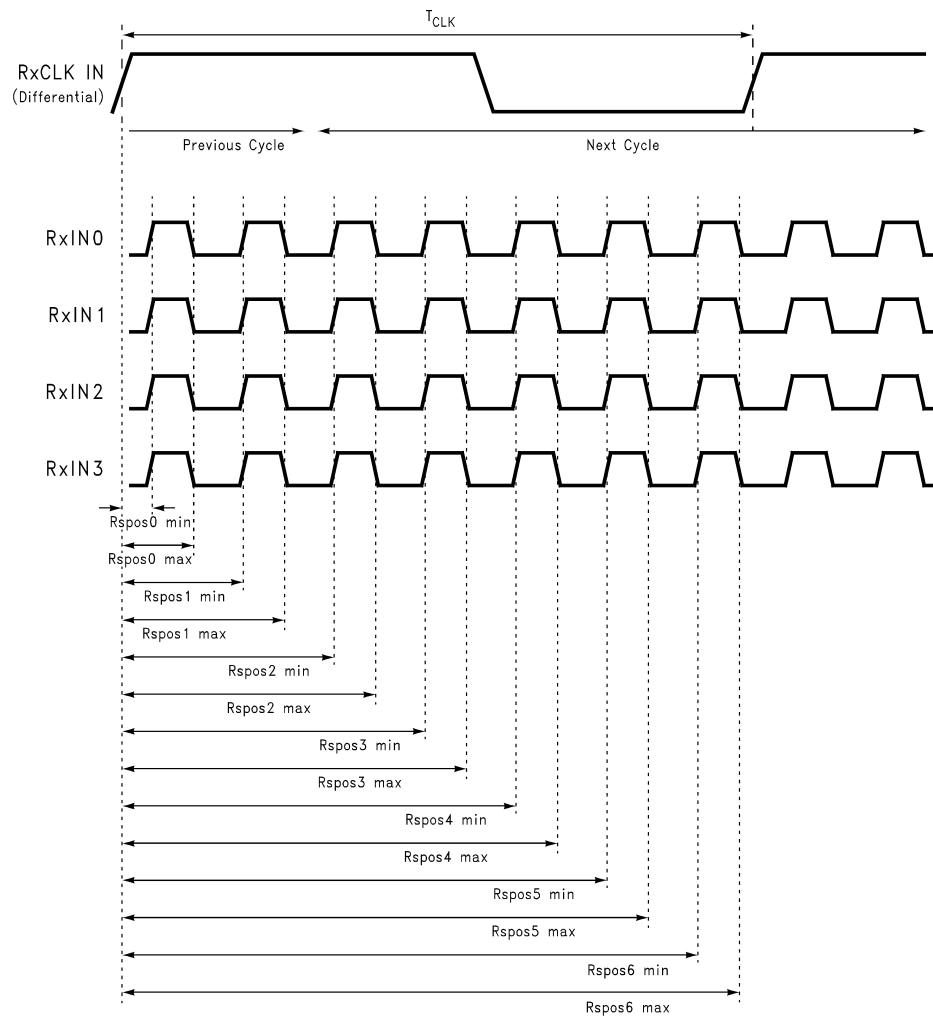 T_CLK
RxCLK IN
(Differential)
Previous Cycle
Next Cycle
RxIN0
RxIN1
RxIN2
RxIN3
Rspos0 min
Rspos0 max
Rspos1 min
Rspos1 max
Rspos2 min
Rspos2 max
Rspos3 min
Rspos3 max
Rspos4 min
Rspos4 max
Rspos5 min
Rspos5 max
Rspos6 min
Rspos6 max